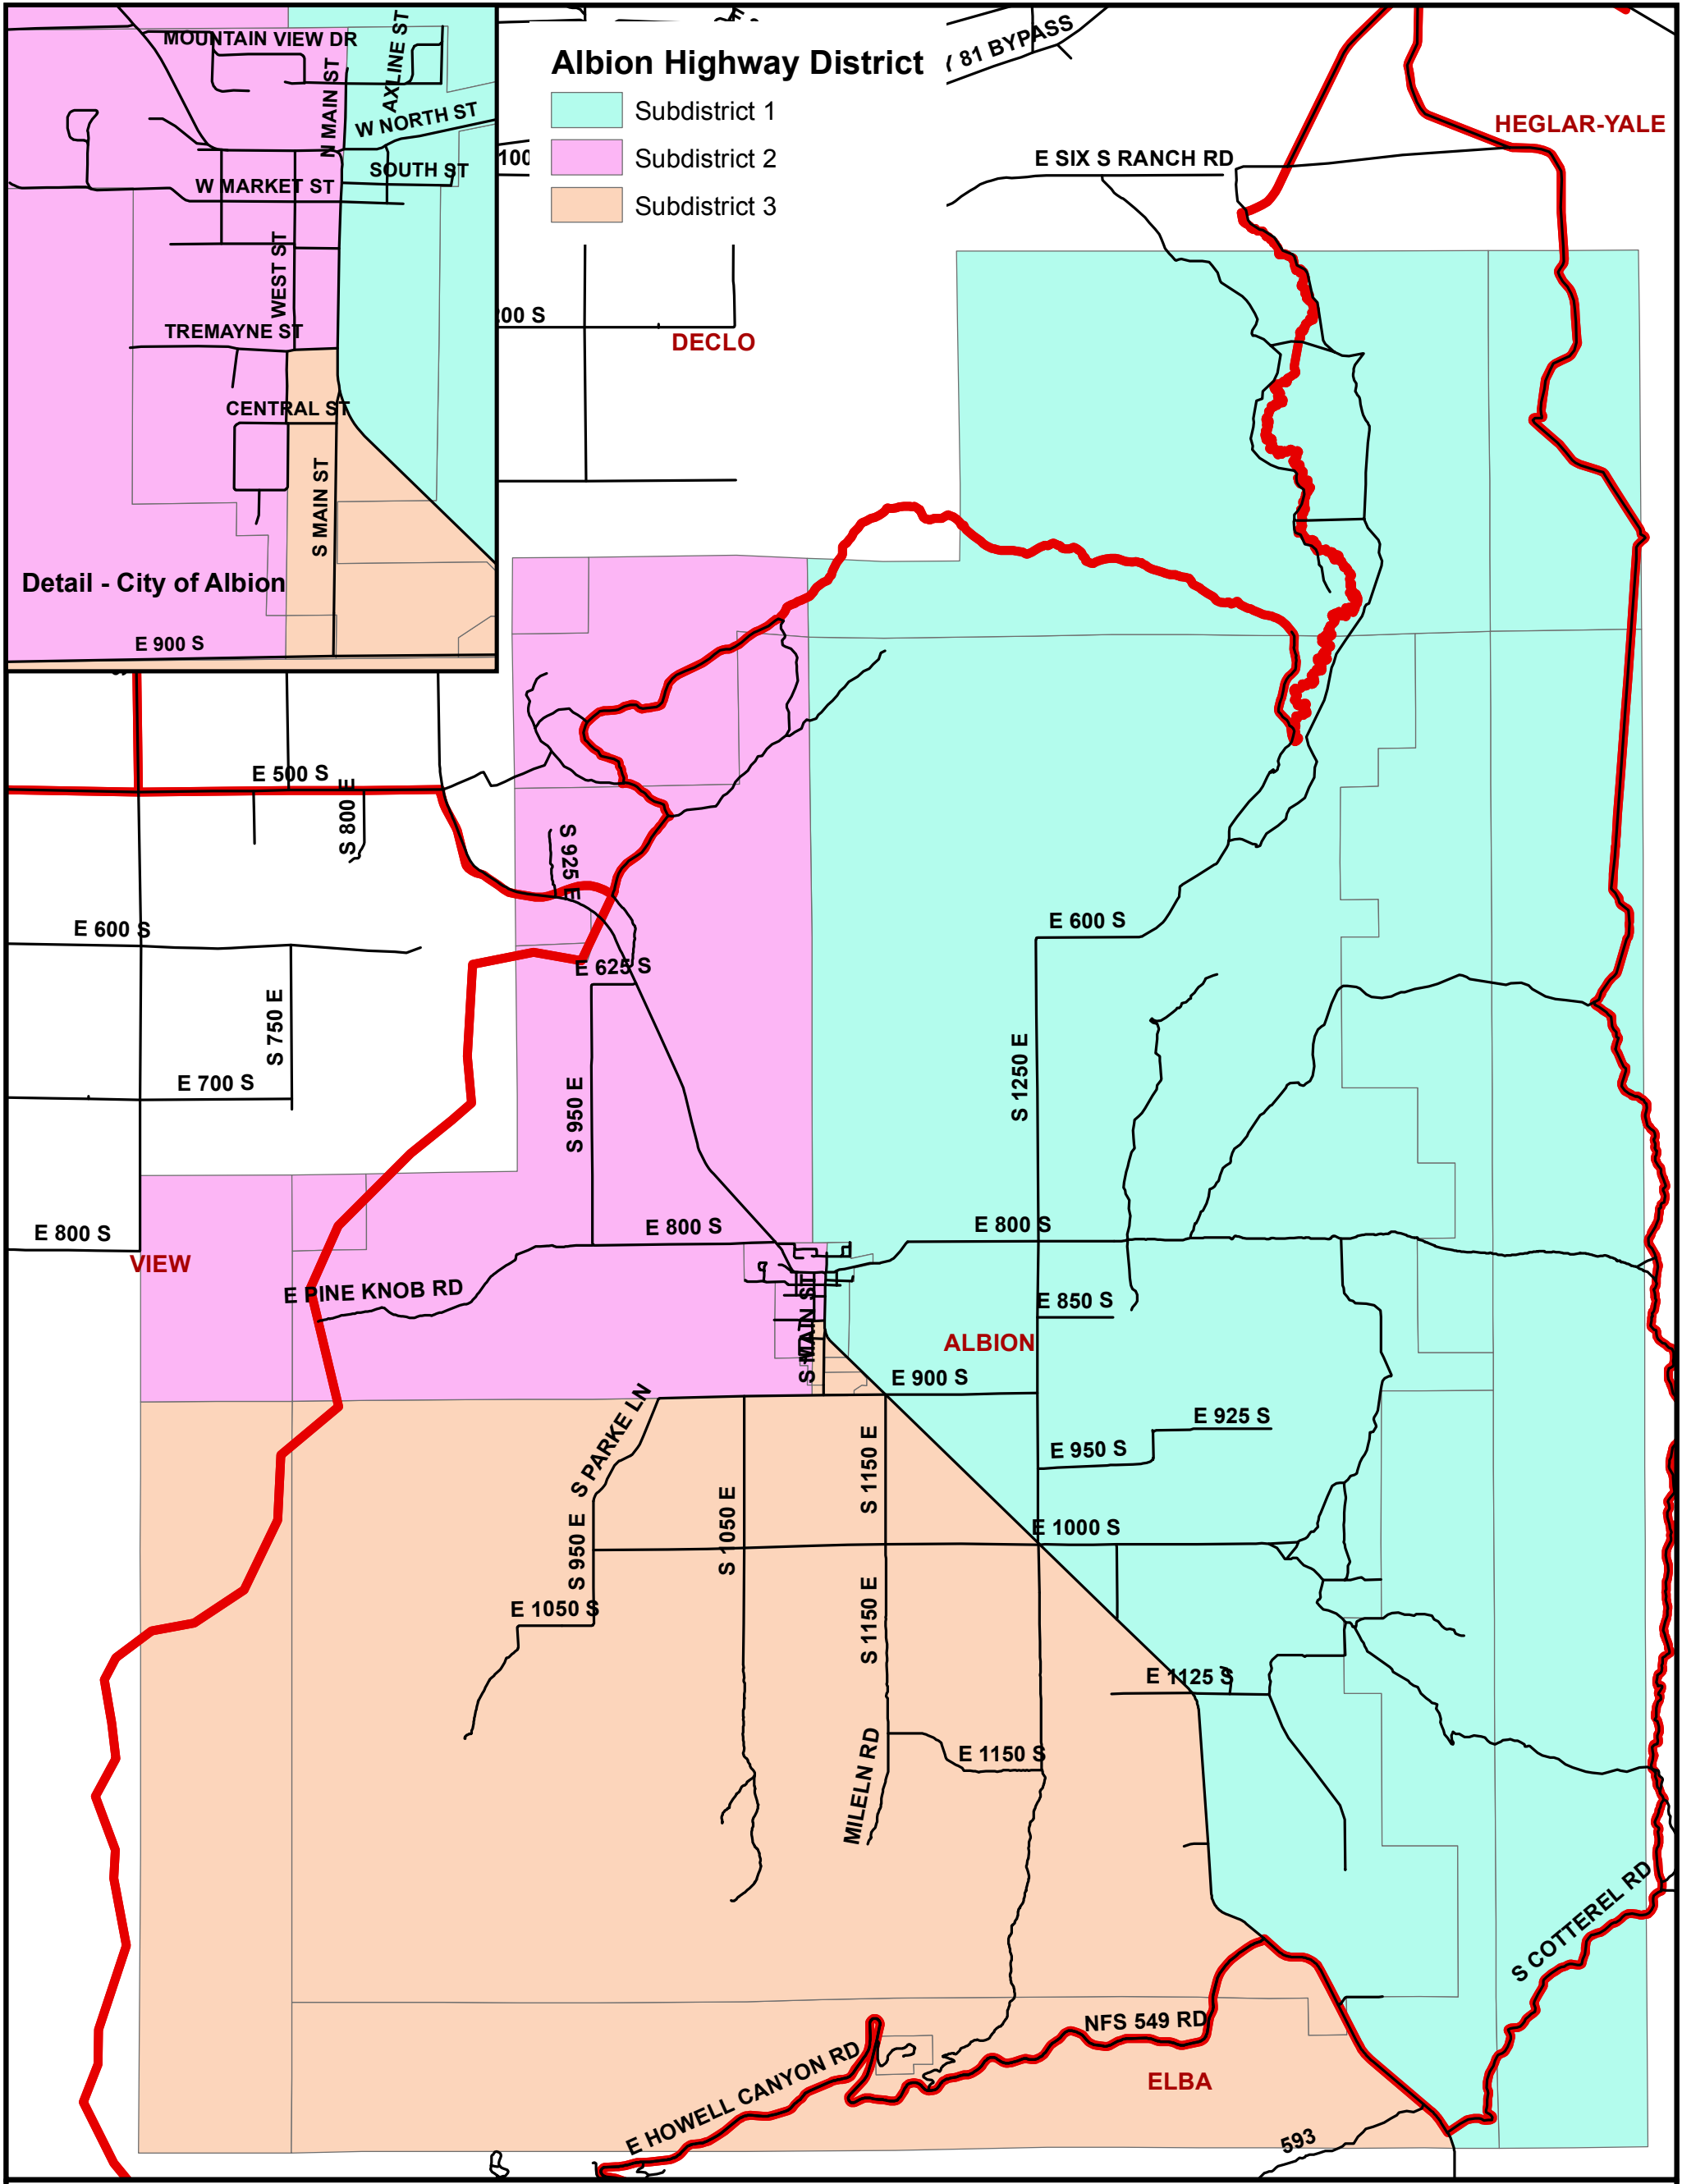 Albion Highway District
Subdistrict 1
Subdistrict 2
Subdistrict 3
MOUNTAIN VIEW DR
N MAIN ST
AXLINE ST
W NORTH ST
SOUTH ST
W MARKET ST
WEST ST
TREMAYNE ST
CENTRAL ST
S MAIN ST
Detail - City of Albion
E 900 S
81 BYPASS
HEGLAR-YALE
E SIX S RANCH RD
100
00 S
DECLO
E 500 S
S 800 E
S 925 E
E 600 S
E 600 S
E 625 S
S 750 E
E 700 S
S 950 E
S 1250 E
E 800 S
E 800 S
E 800 S
VIEW
E PINE KNOB RD
E 850 S
S MAIN ST
ALBION
E 900 S
S PARKE LN
E 925 S
E 950 S
S 1150 E
S 1050 E
S 950 E
E 1000 S
E 1050 S
S 1150 E
E 1125 S
MILELN RD
E 1150 S
S COTTEREL RD
NFS 549 RD
E HOWELL CANYON RD
ELBA
593